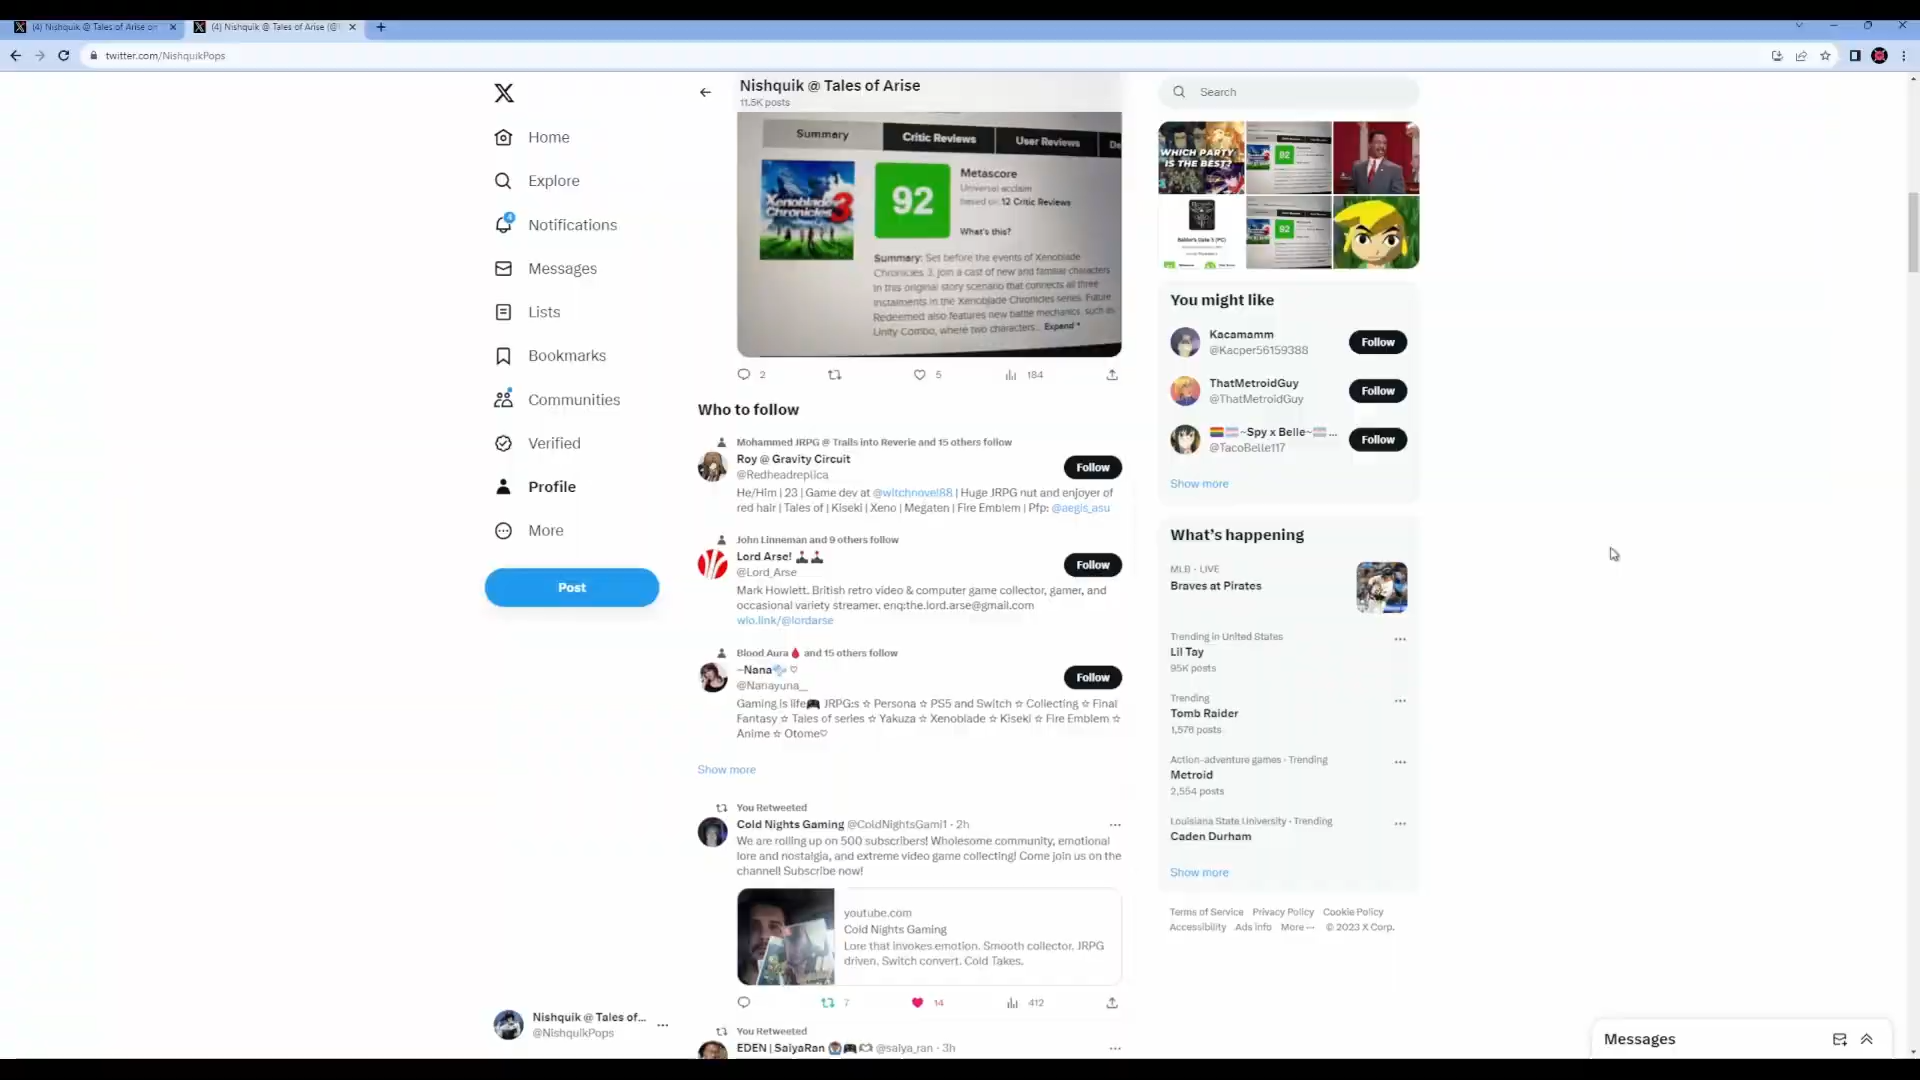 (4) Nishquik @ Tales of Arise on
(4) Nishquik @ Tales of Arise (@
twitter.com/NishquikPops
Home
Explore
4
Notifications
Messages
Lists
Bookmarks
Communities
Verified
Profile
More
Post
Nishquik @ Tales of...
@NishquikPops
Nishquik @ Tales of Arise
11.5K posts
Summary
Critic Reviews
User Reviews
De
Xenoblade
Chronicles 3
92
Metascore
Universal acclaim
based on 12 Critic Reviews
What's this?
Summary: Set before the events of Xenoblade
Chronicles 3, join a cast of new and familiar characters
in this original story scenario that connects all three
instalments in the Xenoblade Chronicles series. Future
Redeemed also features new battle mechanics, such as
Unity Combo, where two characters... Expand
2
5
184
Who to follow
Mohammed JRPG @ Trails into Reverie and 15 others follow
Roy @ Gravity Circuit
@Redheadreplica
Follow
He/Him | 23 | Game dev at @witchnovel88 | Huge JRPG nut and enjoyer of
red hair | Tales of | Kiseki | Xeno | Megaten | Fire Emblem | Pfp: @aegis_asu
John Linneman and 9 others follow
Lord Arse! 🕹️🕹️
@Lord_Arse
Follow
Mark Howlett. British retro video & computer game collector, gamer, and
occasional variety streamer. enq:the.lord.arse@gmail.com
wlo.link/@lordarse
Blood Aura🩸 and 15 others follow
~Nana ♡
@Nanayuna__
Follow
Gaming is life🎮 JRPG:s ☆ Persona ☆ PS5 and Switch ☆ Collecting ☆ Final
Fantasy ☆ Tales of series ☆ Yakuza ☆ Xenoblade ☆ Kiseki ☆ Fire Emblem ☆
Anime ☆ Otome♡
Show more
You Retweeted
Cold Nights Gaming @ColdNightsGami1 · 2h
We are rolling up on 500 subscribers! Wholesome community, emotional
lore and nostalgia, and extreme video game collecting! Come join us on the
channel! Subscribe now!
youtube.com
Cold Nights Gaming
Lore that invokes emotion. Smooth collector. JRPG
driven. Switch convert. Cold Takes.
7
14
412
You Retweeted
EDEN | SaiyaRan @saiya_ran · 3h
Search
WHICH PARTY
IS THE BEST?
92
Baldur's Gate 3 (PC)
92
You might like
Kacamamm
@Kacper56159388
Follow
ThatMetroidGuy
@ThatMetroidGuy
Follow
~Spy x Belle~ ...
@TacoBelle117
Follow
Show more
What's happening
MLB · LIVE
Braves at Pirates
Trending in United States
Lil Tay
95K posts
Trending
Tomb Raider
1,576 posts
Action-adventure games · Trending
Metroid
2,554 posts
Louisiana State University · Trending
Caden Durham
Show more
Terms of Service Privacy Policy Cookie Policy
Accessibility Ads info More ··· © 2023 X Corp.
Messages